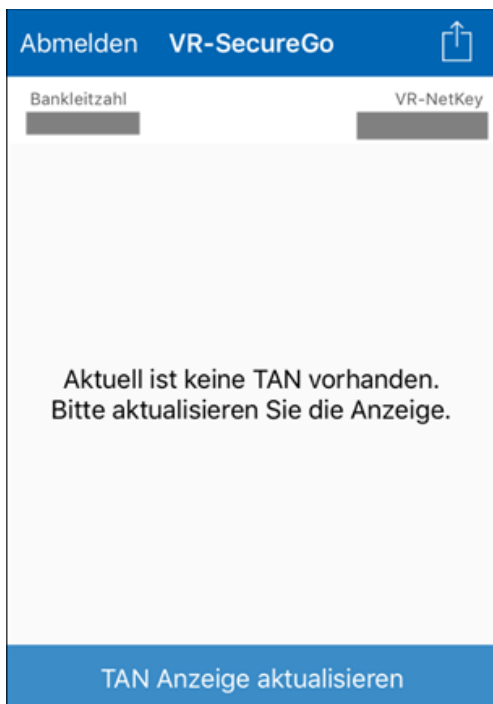 Abmelden VR-SecureGo
Bankleitzahl VR-NetKey
Aktuell ist keine TAN vorhanden.
Bitte aktualisieren Sie die Anzeige.
TAN Anzeige aktualisieren